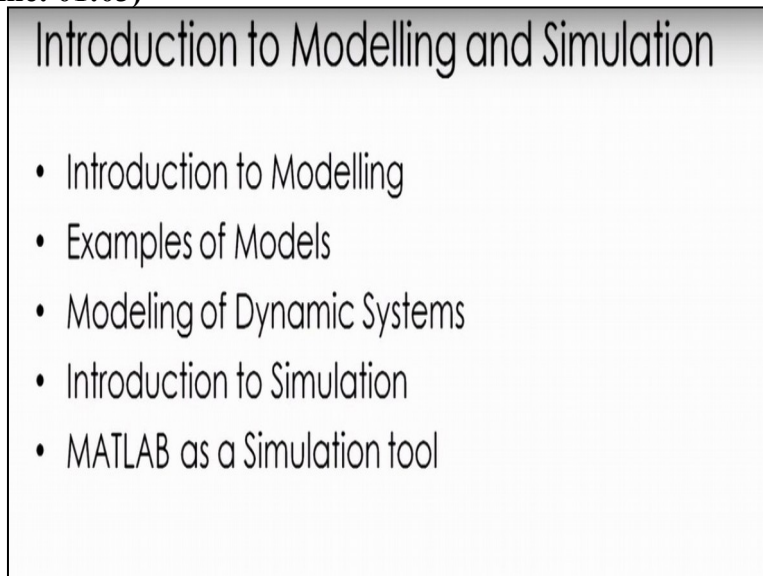 Introduction to Modelling and Simulation
• Introduction to Modelling
• Examples of Models
• Modeling of Dynamic Systems
• Introduction to Simulation
• MATLAB as a Simulation tool